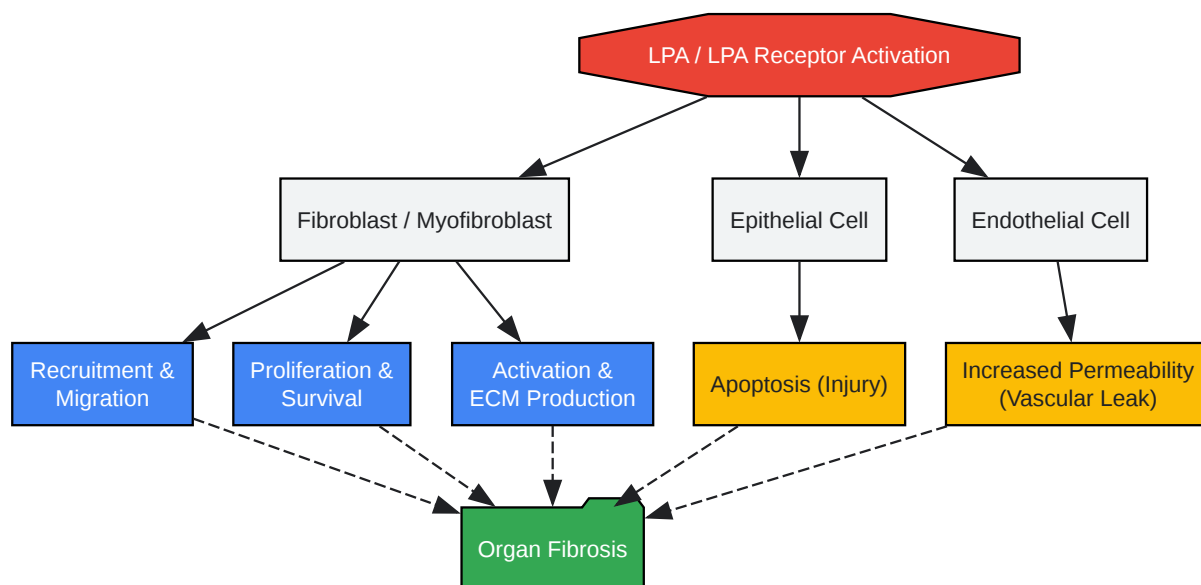 LPA / LPA Receptor Activation
Fibroblast / Myofibroblast
Epithelial Cell
Endothelial Cell
Recruitment &
Migration
Proliferation &
Survival
Activation &
ECM Production
Apoptosis (Injury)
Increased Permeability
(Vascular Leak)
Organ Fibrosis